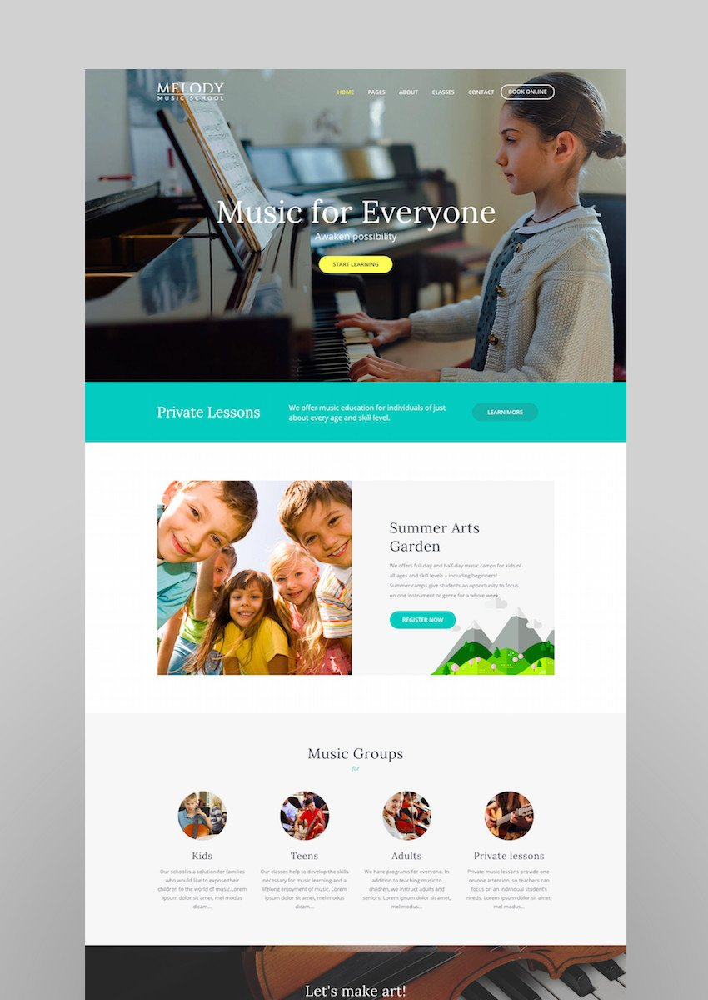 MELODY
MUSIC SCHOOL
HOME PAGES ABOUT CLASSES CONTACT BOOK ONLINE
Music for Everyone
Awaken possibility
START LEARNING
Private Lessons
We offer music education for individuals of just
about every age and skill level.
LEARN MORE
Summer Arts
Garden
We offer full-day and half-day music camps for kids of
all ages and skill levels – including beginners!
Summer camps give students an opportunity to focus
on one instrument or genre for a whole week.
REGISTER NOW
Music Groups
for
Kids
Our school is a solution for families
who would like to expose their
children to the world of music.Lorem
ipsum dolor sit amet, mel modus
dicam...
Teens
Our classes help to develop the skills
necessary for music learning and a
lifelong enjoyment of music. Lorem
ipsum dolor sit amet, mel modus
dicam...
Adults
We have programs for everyone. In
addition to teaching music to
children, we instruct adults and
seniors. Lorem ipsum dolor sit amet,
mel modus...
Private lessons
Private music lessons provide one-
on-one attention, so teachers can
focus on an individual student's
needs. Lorem ipsum dolor sit amet,
mel modus...
Let's make art!